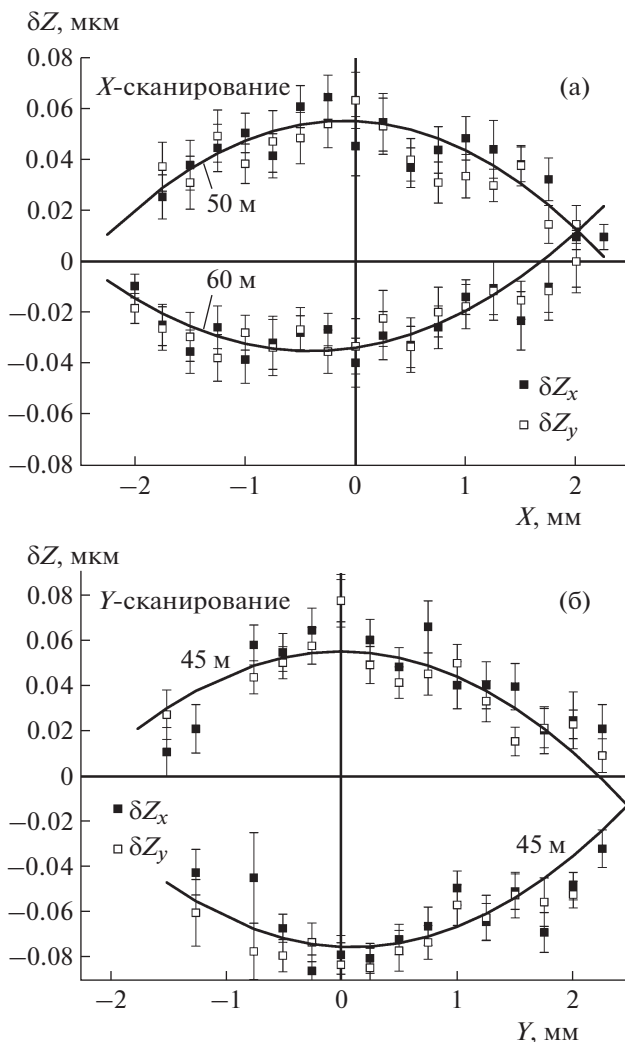 δZ, мкм
X-сканирование
(а)
0.08
0.06
0.04
0.02
0
−0.02
−0.04
−0.06
−0.08
50 м
60 м
δZx
δZy
−2 −1 0 1 2
X, мм
δZ, мкм
Y-сканирование
(б)
0.08
0.06
0.04
0.02
0
−0.02
−0.04
−0.06
−0.08
45 м
δZx
δZy
45 м
−2 −1 0 1 2
Y, мм